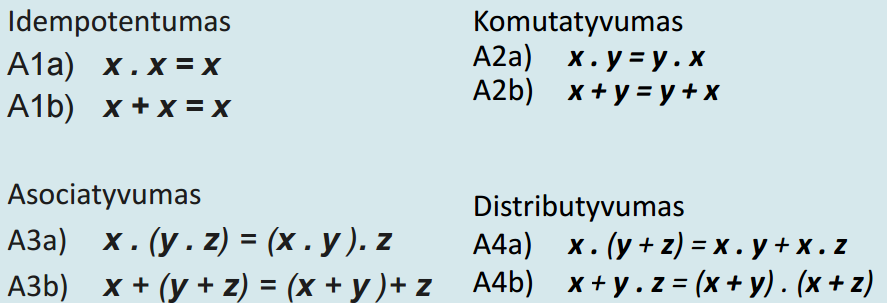 Idempotentumas
A1a) x . x = x
A1b) x + x = x
Komutatyvumas
A2a) x . y = y . x
A2b) x + y = y + x
Asociatyvumas
A3a) x . (y . z) = (x . y ). z
A3b) x + (y + z) = (x + y )+ z
Distributyvumas
A4a) x . (y + z) = x . y + x . z
A4b) x + y . z = (x + y) . (x + z)